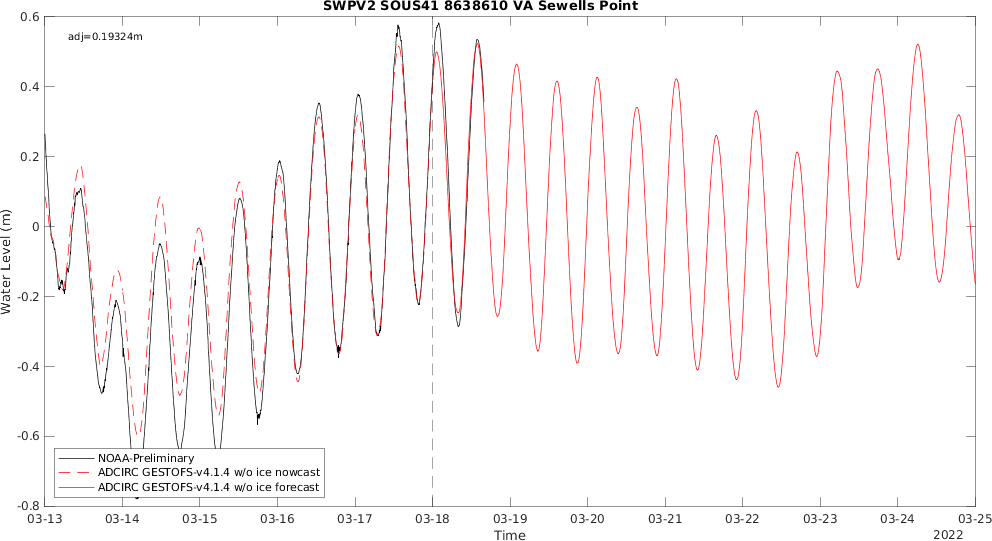 SWPV2 SOUS41 8638610 VA Sewells Point
adj=0.19324m
0.6
0.4
0.2
0
-0.2
-0.4
-0.6
-0.8
Water Level (m)
NOAA-Preliminary
ADCIRC GESTOFS-v4.1.4 w/o ice nowcast
ADCIRC GESTOFS-v4.1.4 w/o ice forecast
03-13 03-14 03-15 03-16 03-17 03-18 03-19 03-20 03-21 03-22 03-23 03-24 03-25
Time
2022